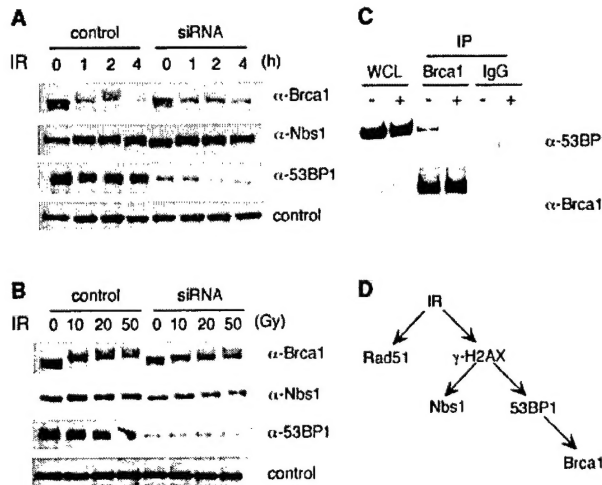 A
control siRNA
IR 0 1 2 4 0 1 2 4 (h)
α-Brca1
α-Nbs1
α-53BP1
control
B
control siRNA
IR 0 10 20 50 0 10 20 50 (Gy)
α-Brca1
α-Nbs1
α-53BP1
control
C
IP
WCL Brca1 IgG
- + - + - +
α-53BP
α-Brca1
D
IR
Rad51 γ-H2AX
Nbs1 53BP1
Brca1